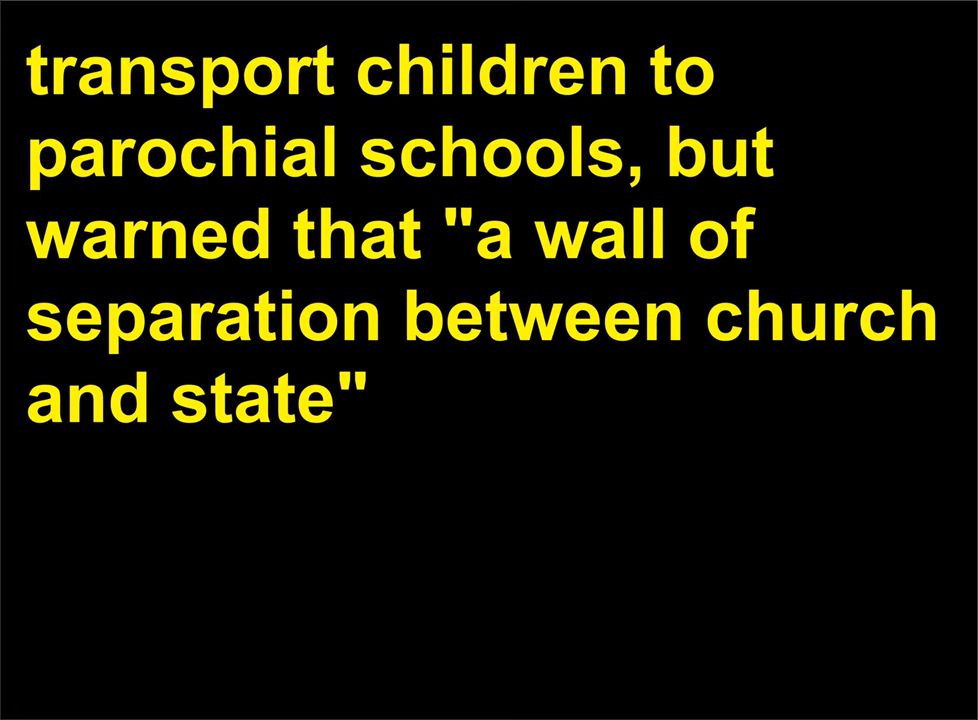 transport children to
parochial schools, but
warned that "a wall of
separation between church
and state"